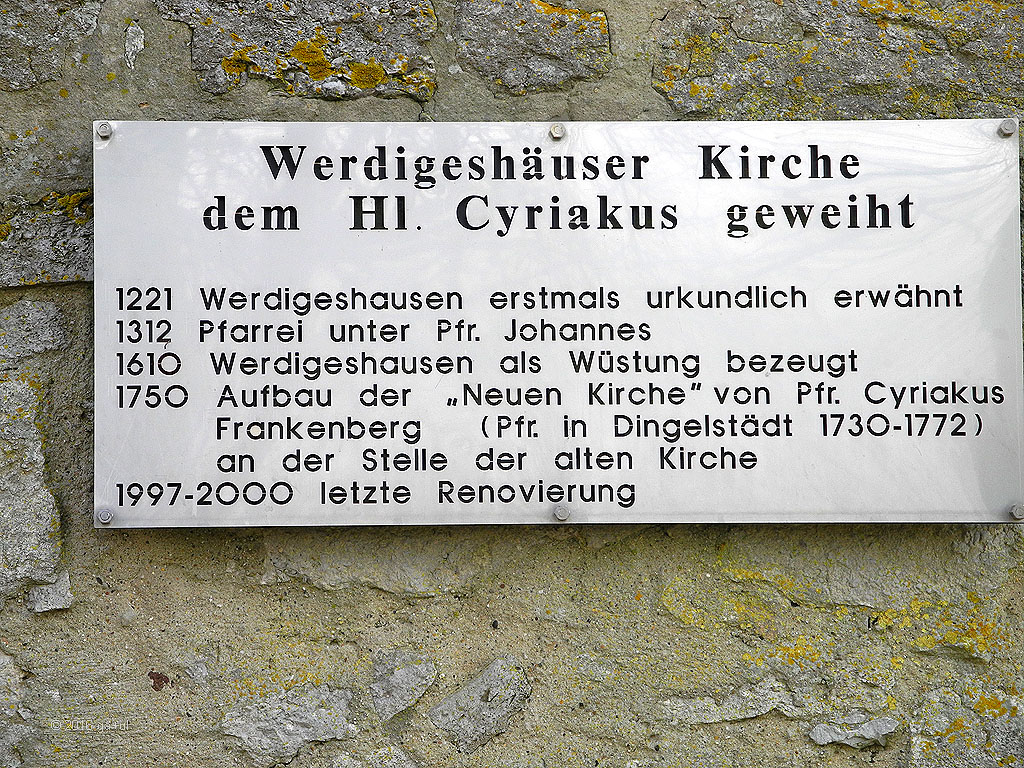 Werdigeshäuser Kirche
dem Hl. Cyriakus geweiht
1221 Werdigeshausen erstmals urkundlich erwähnt
1312 Pfarrei unter Pfr. Johannes
1610 Werdigeshausen als Wüstung bezeugt
1750 Aufbau der „Neuen Kirche" von Pfr. Cyriakus
Frankenberg (Pfr. in Dingelstädt 1730-1772)
an der Stelle der alten Kirche
1997-2000 letzte Renovierung